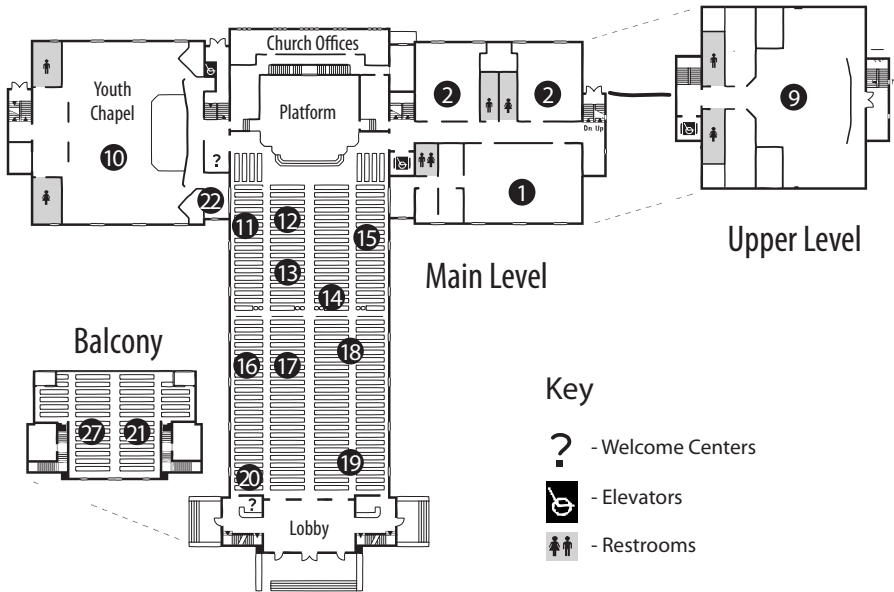 Church Offices
Youth
Chapel
Platform
2
2
9
10
Dn Up
?
1
22
11
12
15
Upper Level
13
Main Level
14
Balcony
16
17
18
Key
27
21
? - Welcome Centers
19
20
- Elevators
?
Lobby
- Restrooms